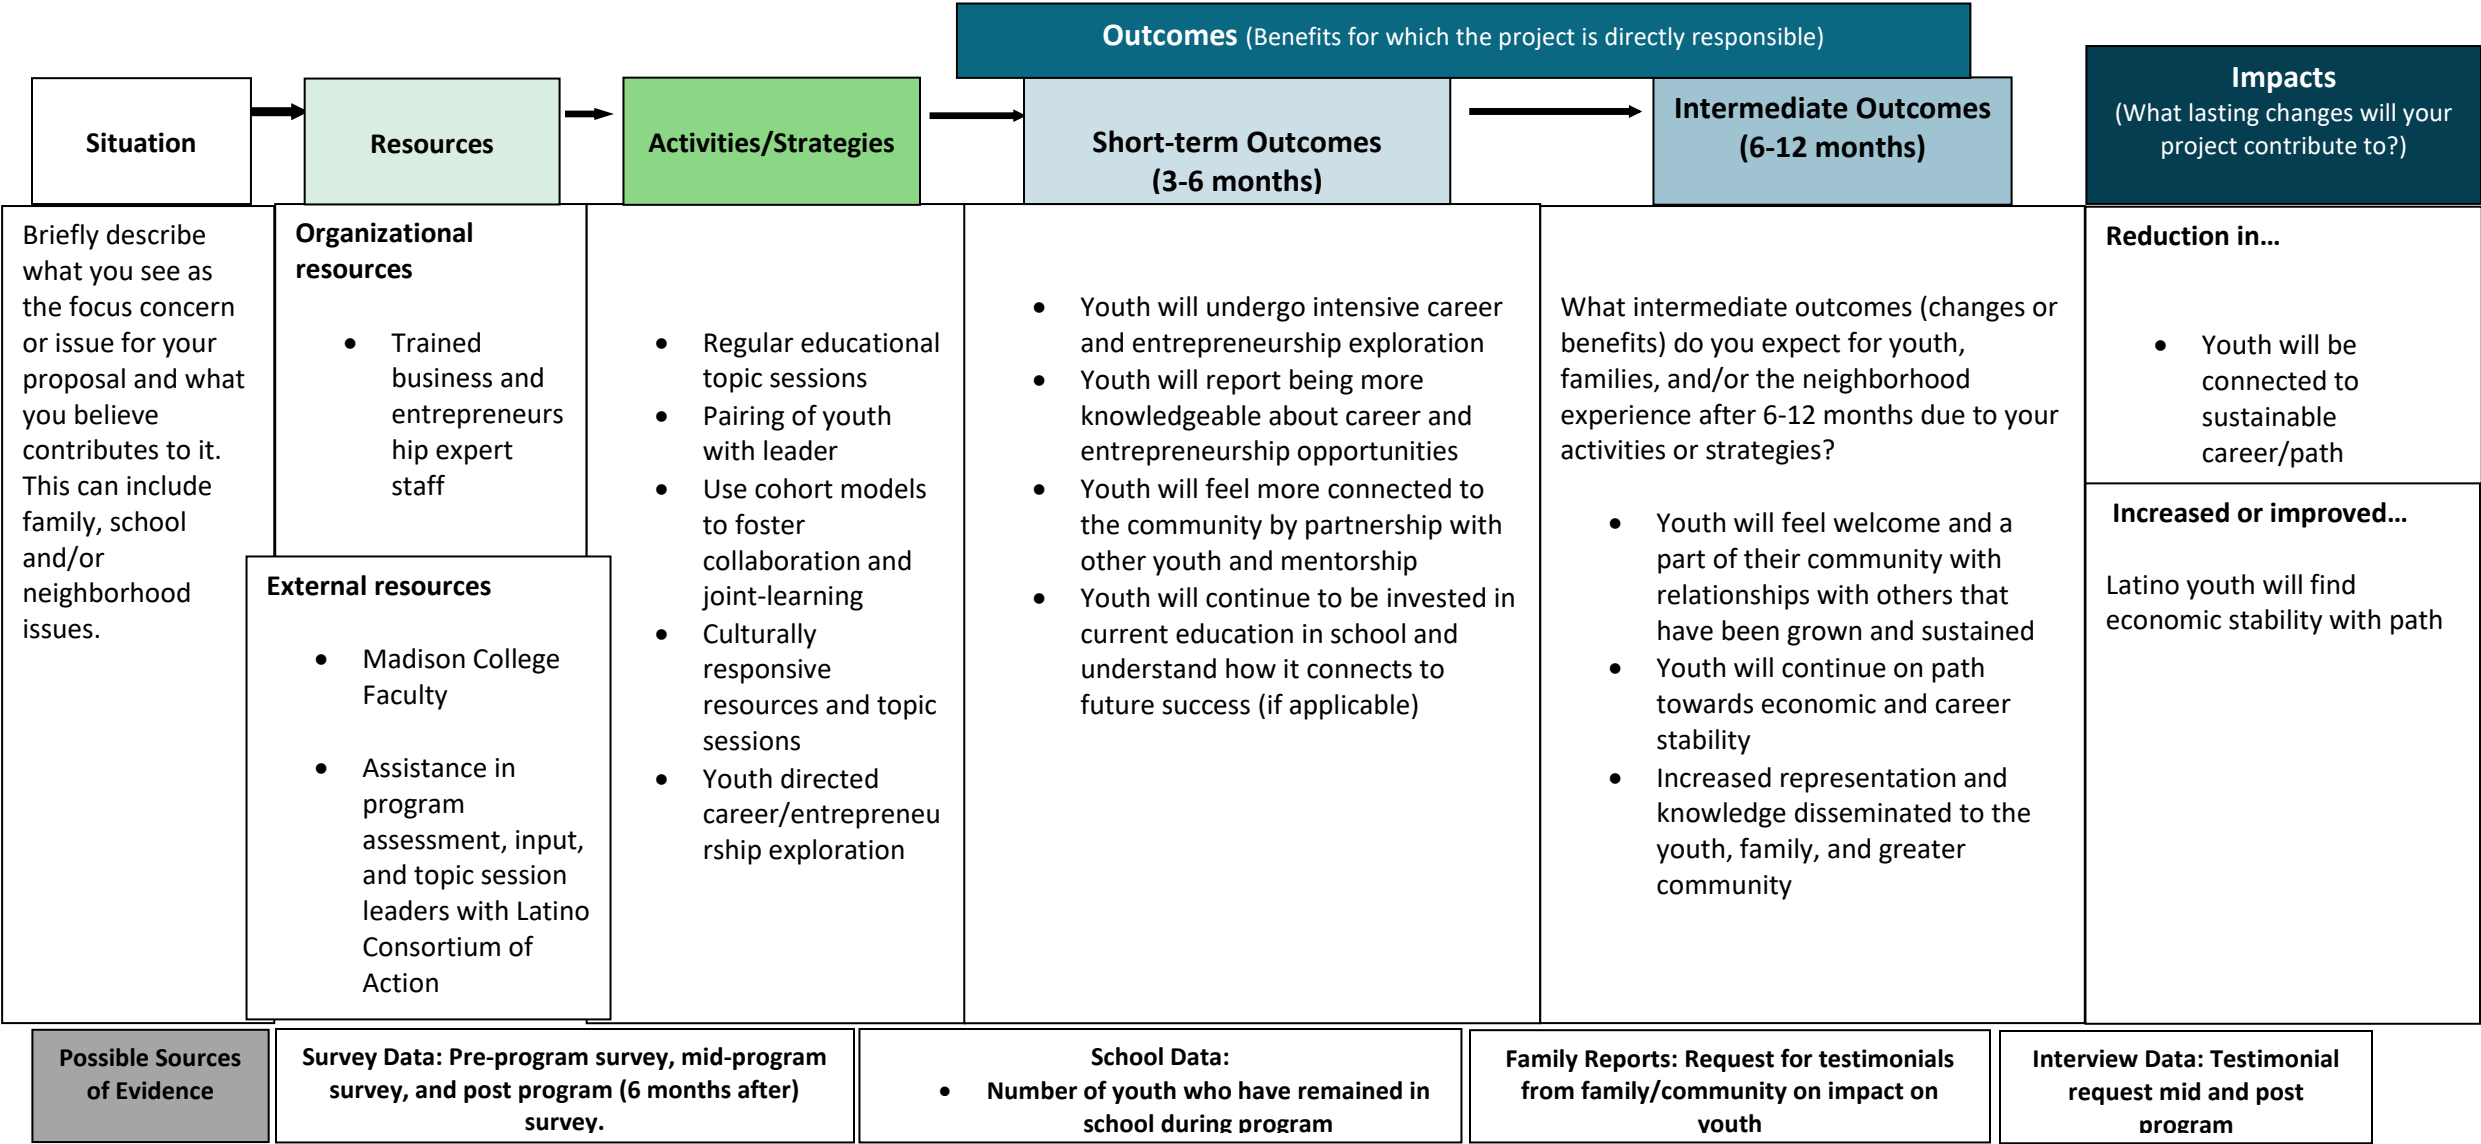 Outcomes (Benefits for which the project is directly responsible)
Situation
Resources
Activities/Strategies
Short-term Outcomes
(3-6 months)
Intermediate Outcomes
(6-12 months)
Impacts
(What lasting changes will your
project contribute to?)
Briefly describe
what you see as
the focus concern
or issue for your
proposal and what
you believe
contributes to it.
This can include
family, school
and/or
neighborhood
issues.
Organizational
resources
• Trained
business and
entrepreneurs
hip expert
staff
External resources
• Madison College
Faculty
• Assistance in
program
assessment, input,
and topic session
leaders with Latino
Consortium of
Action
• Regular educational
topic sessions
• Pairing of youth
with leader
• Use cohort models
to foster
collaboration and
joint-learning
• Culturally
responsive
resources and topic
sessions
• Youth directed
career/entrepreneu
rship exploration
• Youth will undergo intensive career
and entrepreneurship exploration
• Youth will report being more
knowledgeable about career and
entrepreneurship opportunities
• Youth will feel more connected to
the community by partnership with
other youth and mentorship
• Youth will continue to be invested in
current education in school and
understand how it connects to
future success (if applicable)
What intermediate outcomes (changes or
benefits) do you expect for youth,
families, and/or the neighborhood
experience after 6-12 months due to your
activities or strategies?
• Youth will feel welcome and a
part of their community with
relationships with others that
have been grown and sustained
• Youth will continue on path
towards economic and career
stability
• Increased representation and
knowledge disseminated to the
youth, family, and greater
community
Reduction in…
• Youth will be
connected to
sustainable
career/path
Increased or improved…
Latino youth will find
economic stability with path
Possible Sources
of Evidence
Survey Data: Pre-program survey, mid-program
survey, and post program (6 months after)
survey.
School Data:
• Number of youth who have remained in
school during program
Family Reports: Request for testimonials
from family/community on impact on
youth
Interview Data: Testimonial
request mid and post
program